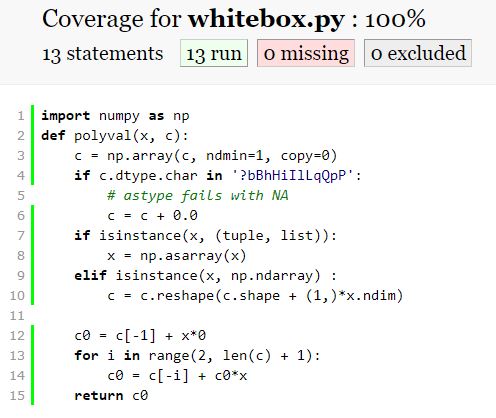 Coverage for whitebox.py : 100%
13 statements 13 run 0 missing 0 excluded
1 import numpy as np
2 def polyval(x, c):
3     c = np.array(c, ndmin=1, copy=0)
4     if c.dtype.char in '?bBhHiIlLqQpP':
5         # astype fails with NA
6         c = c + 0.0
7     if isinstance(x, (tuple, list)):
8         x = np.asarray(x)
9     elif isinstance(x, np.ndarray) :
10         c = c.reshape(c.shape + (1,)*x.ndim)
11
12     c0 = c[-1] + x*0
13     for i in range(2, len(c) + 1):
14         c0 = c[-i] + c0*x
15     return c0